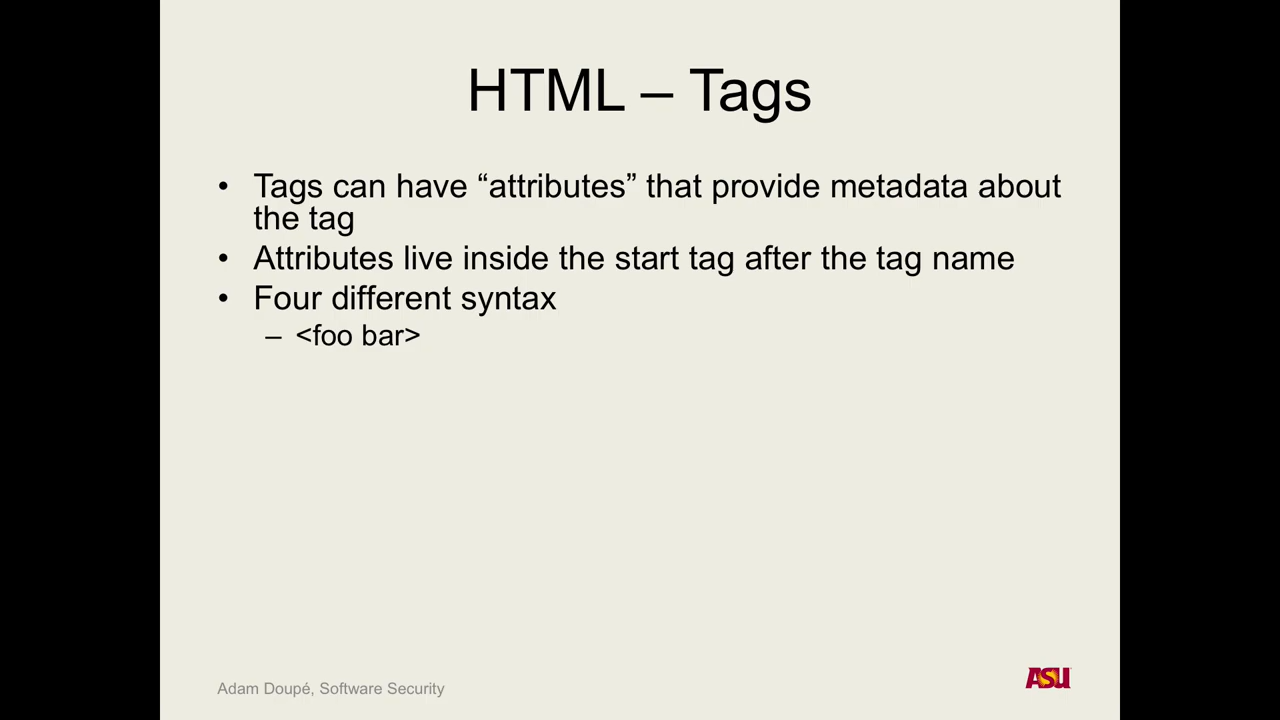 HTML – Tags
• Tags can have “attributes” that provide metadata about
the tag
• Attributes live inside the start tag after the tag name
• Four different syntax
– <foo bar>
Adam Doupé, Software Security
ASU